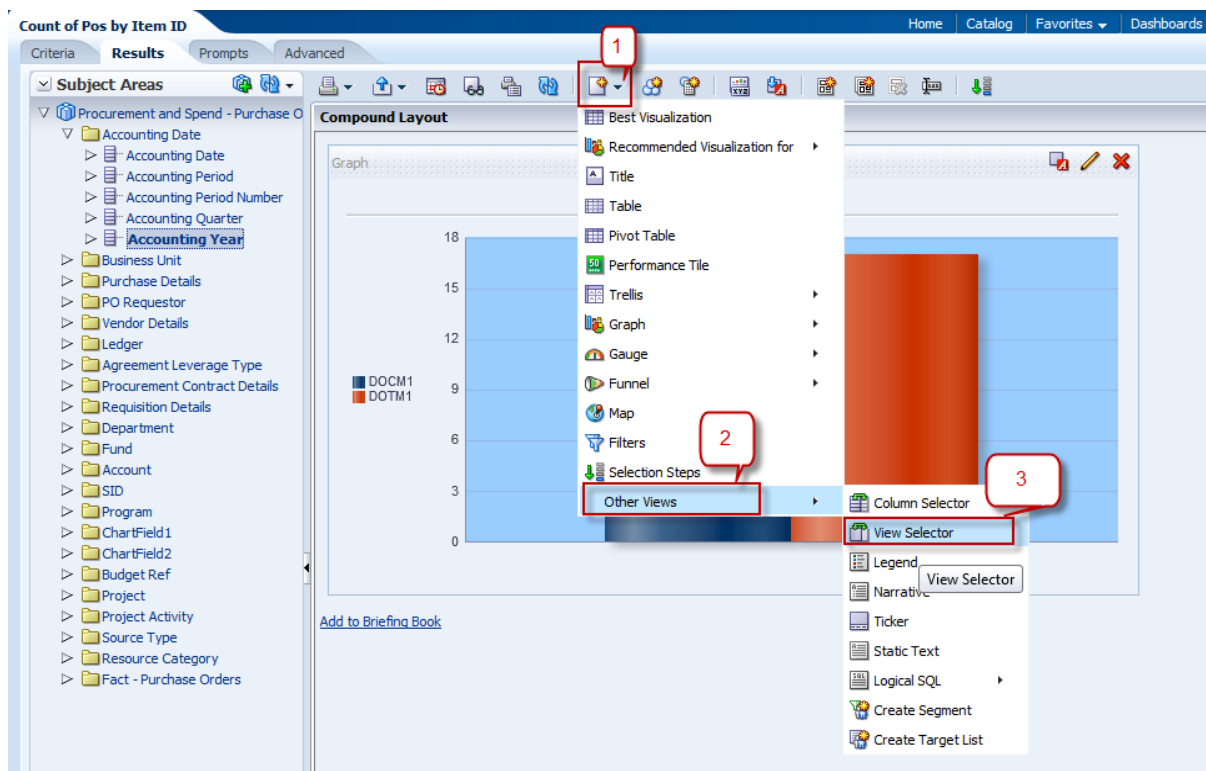 Count of Pos by Item ID
Home
Catalog
Favorites
Dashboards
Criteria
Results
Prompts
Advanced
1
Subject Areas
Procurement and Spend - Purchase O
Accounting Date
Accounting Date
Accounting Period
Accounting Period Number
Accounting Quarter
Accounting Year
Business Unit
Purchase Details
PO Requestor
Vendor Details
Ledger
Agreement Leverage Type
Procurement Contract Details
Requisition Details
Department
Fund
Account
SID
Program
ChartField1
ChartField2
Budget Ref
Project
Project Activity
Source Type
Resource Category
Fact - Purchase Orders
Compound Layout
Graph
18
15
12
9
6
3
0
DOCM1
DOTM1
Add to Briefing Book
Best Visualization
Recommended Visualization for
Title
Table
Pivot Table
50
Performance Tile
Trellis
Graph
Gauge
Funnel
Map
Filters
2
Selection Steps
Other Views
3
Column Selector
View Selector
Legend
View Selector
Narrative
Ticker
Static Text
SQL
Logical SQL
Create Segment
Create Target List